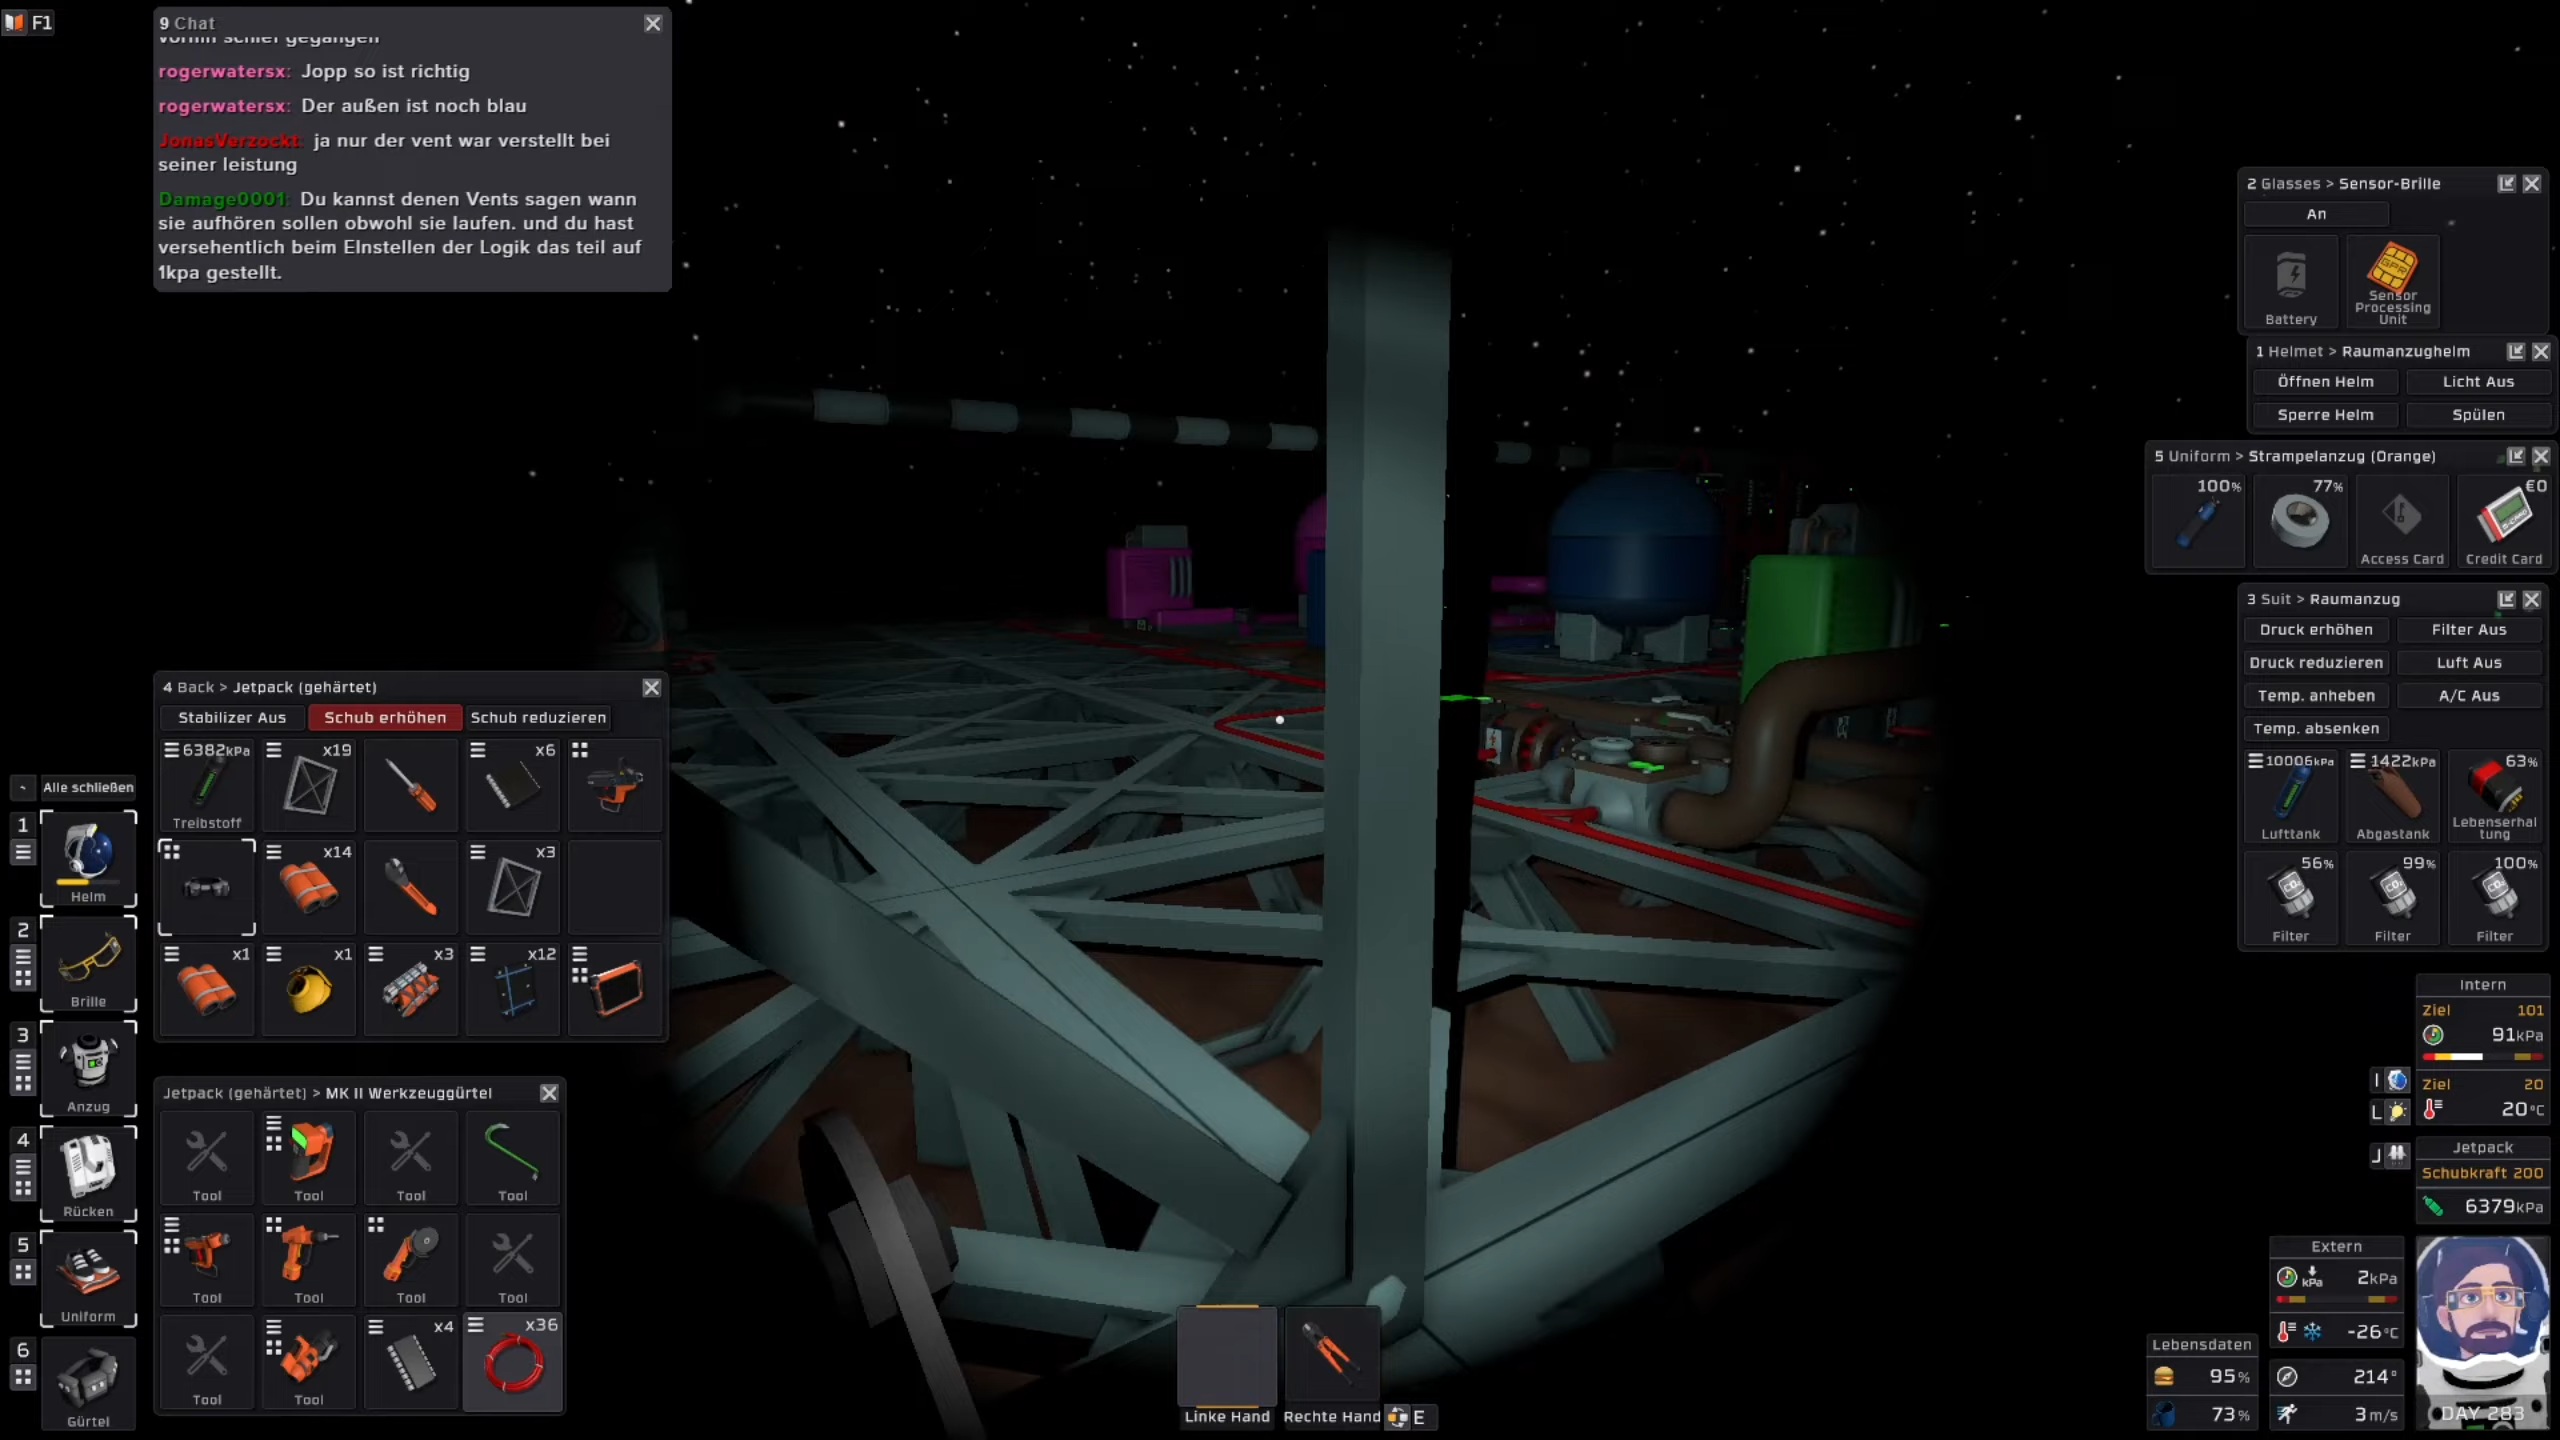 F1
9 Chat
vorhin schief gegangen
rogerwatersx: Jopp so ist richtig
rogerwatersx: Der außen ist noch blau
JonasVerzockt: ja nur der vent war verstellt bei
seiner leistung
Damage0001: Du kannst denen Vents sagen wann
sie aufhören sollen obwohl sie laufen. und du hast
versehentlich beim EInstellen der Logik das teil auf
1kpa gestellt.
2 Glasses > Sensor-Brille
An
Battery
Sensor
Processing
Unit
1 Helmet > Raumanzughelm
Öffnen Helm Licht Aus
Sperre Helm Spülen
5 Uniform > Strampelanzug (Orange)
100% 77% €0
Access Card Credit Card
3 Suit > Raumanzug
Druck erhöhen Filter Aus
Druck reduzieren Luft Aus
Temp. anheben A/C Aus
Temp. absenken
10006kPa 1422kPa 63%
Lufttank Abgastank Lebenserhal
tung
56% 99% 100%
Filter Filter Filter
4 Back > Jetpack (gehärtet)
Stabilizer Aus Schub erhöhen Schub reduzieren
6382kPa x19 x6
Treibstoff
x14 x3
x1 x1 x3 x12
Jetpack (gehärtet) > MK II Werkzeuggürtel
Tool Tool Tool Tool
Tool Tool Tool Tool
x4 x36
Tool Tool
Alle schließen
1
Helm
2
Brille
3
Anzug
4
Rücken
5
Uniform
6
Gürtel
Linke Hand Rechte Hand E
Intern
Ziel 101
91kPa
I
Ziel 20
L
20°C
Jetpack
J
Schubkraft 200
6379kPa
Extern
kPa 2kPa
-26°C
Lebensdaten
95% 214°
73% 3m/s
DAY 283